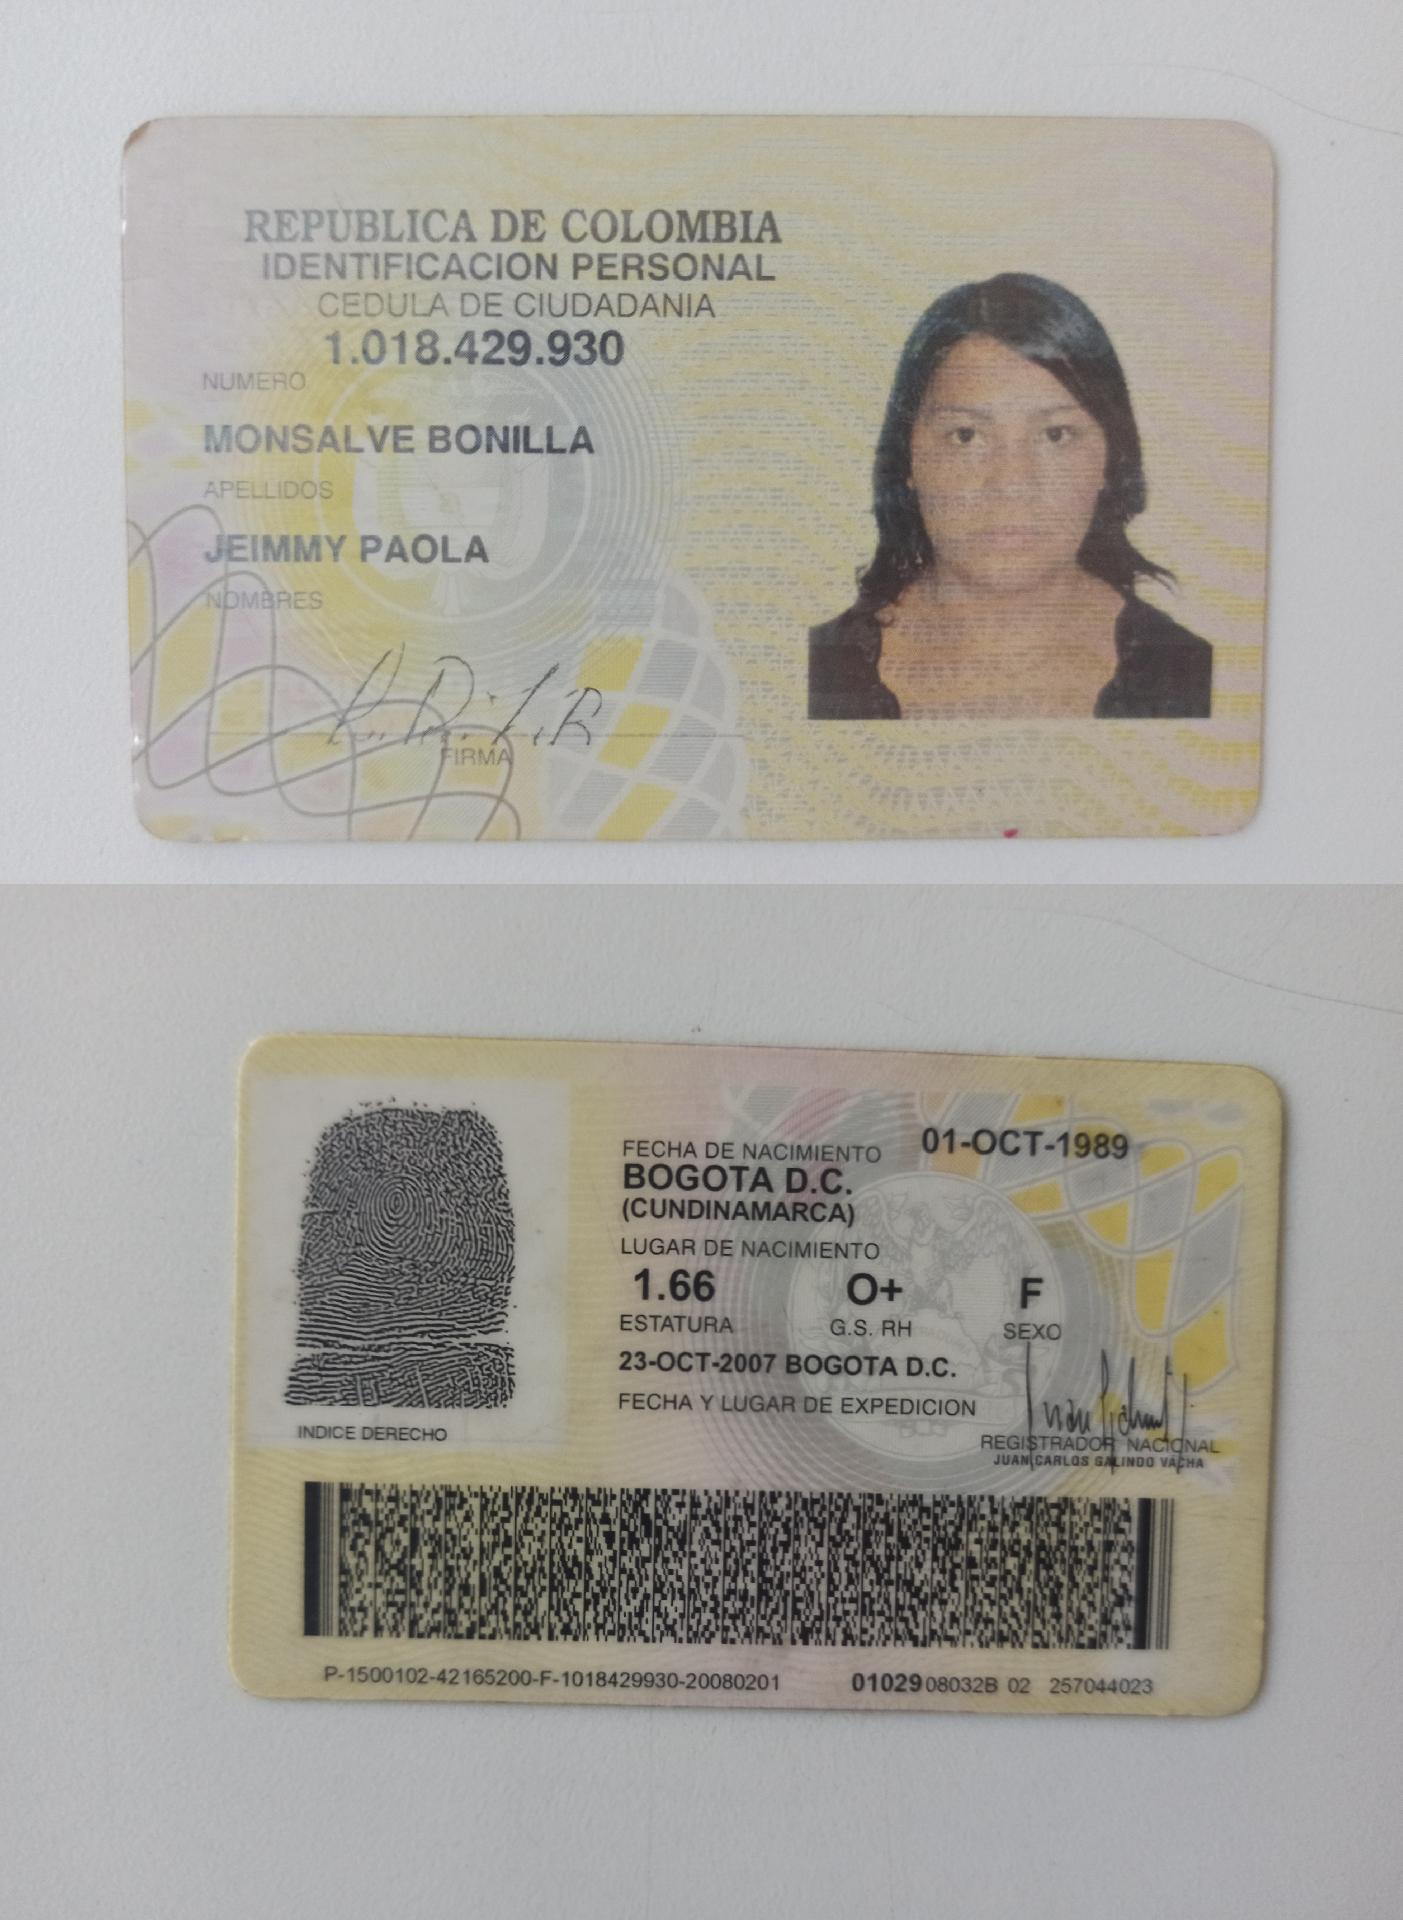 REPUBLICA DE COLOMBIA
IDENTIFICACION PERSONAL
CEDULA DE CIUDADANIA
1.018.429.930
NUMERO
MONSALVE BONILLA
APELLIDOS
JEIMMY PAOLA
NOMBRES
FIRMA
FECHA DE NACIMIENTO 01-OCT-1989
BOGOTA D.C.
(CUNDINAMARCA)
LUGAR DE NACIMIENTO
1.66 O+ F
ESTATURA G.S. RH SEXO
23-OCT-2007 BOGOTA D.C.
FECHA Y LUGAR DE EXPEDICION
INDICE DERECHO
REGISTRADOR NACIONAL
JUAN CARLOS GALINDO VACHA
P-1500102-42165200-F-1018429930-20080201 0102908032B 02 257044023